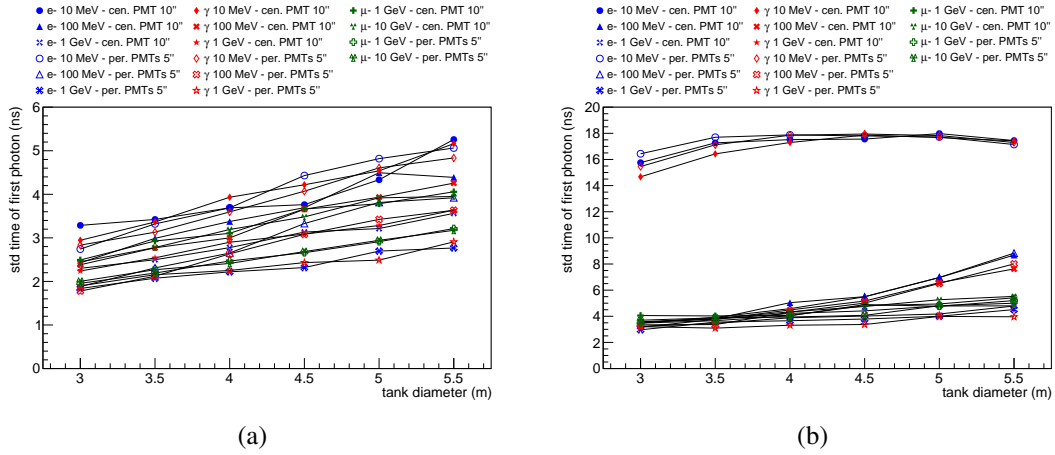 e- 10 MeV - cen. PMT 10"
γ 10 MeV - cen. PMT 10"
μ- 1 GeV - cen. PMT 10"
e- 100 MeV - cen. PMT 10"
γ 100 MeV - cen. PMT 10"
μ- 10 GeV - cen. PMT 10"
e- 1 GeV - cen. PMT 10"
γ 1 GeV - cen. PMT 10"
μ- 1 GeV - per. PMTs 5"
e- 10 MeV - per. PMTs 5"
γ 10 MeV - per. PMTs 5"
μ- 10 GeV - per. PMTs 5"
e- 100 MeV - per. PMTs 5"
γ 100 MeV - per. PMTs 5"
e- 1 GeV - per. PMTs 5"
γ 1 GeV - per. PMTs 5"
std time of first photon (ns)
6
5
4
3
2
1
0
3 3.5 4 4.5 5 5.5
tank diameter (m)
(a)
e- 10 MeV - cen. PMT 10"
γ 10 MeV - cen. PMT 10"
μ- 1 GeV - cen. PMT 10"
e- 100 MeV - cen. PMT 10"
γ 100 MeV - cen. PMT 10"
μ- 10 GeV - cen. PMT 10"
e- 1 GeV - cen. PMT 10"
γ 1 GeV - cen. PMT 10"
μ- 1 GeV - per. PMTs 5"
e- 10 MeV - per. PMTs 5"
γ 10 MeV - per. PMTs 5"
μ- 10 GeV - per. PMTs 5"
e- 100 MeV - per. PMTs 5"
γ 100 MeV - per. PMTs 5"
e- 1 GeV - per. PMTs 5"
γ 1 GeV - per. PMTs 5"
std time of first photon (ns)
20
18
16
14
12
10
8
6
4
2
0
3 3.5 4 4.5 5 5.5
tank diameter (m)
(b)